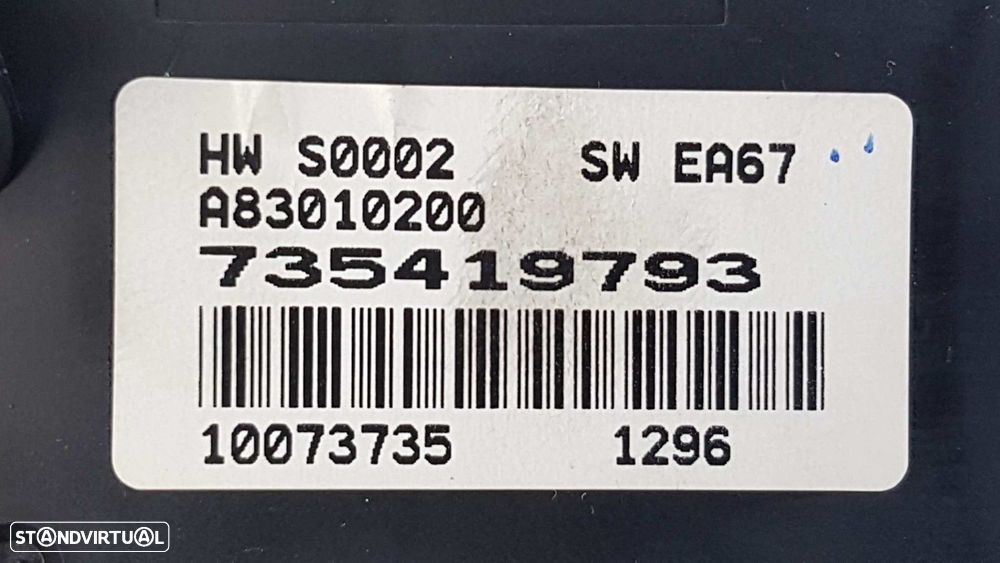 HW S0002 SW EA67
A83010200
735419793
10073735 1296
STANDVIRTUAL